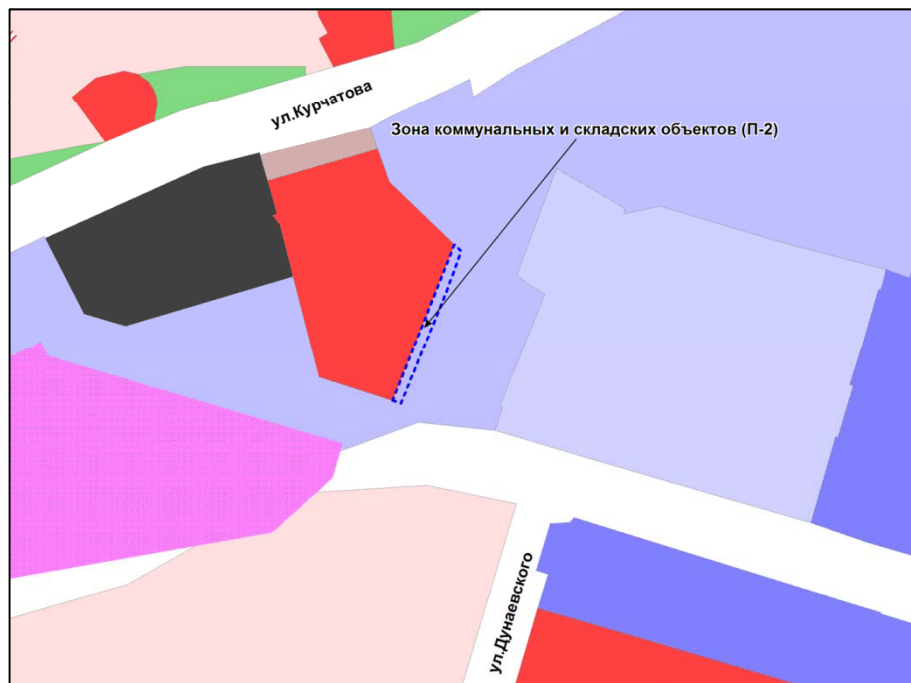 ул.Курчатова
Зона коммунальных и складских объектов (П-2)
ул.Дунаевского